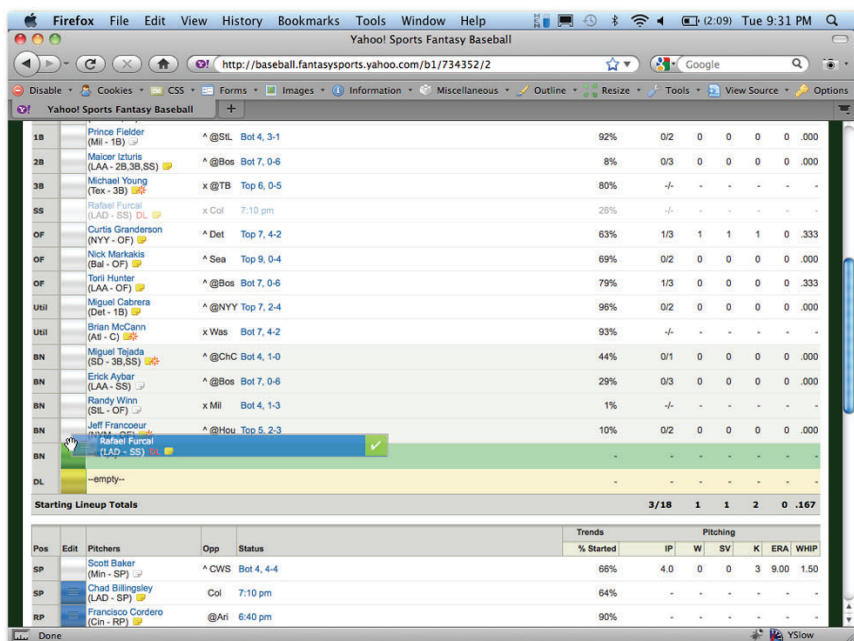 Firefox File Edit View History Bookmarks Tools Window Help (2:09) Tue 9:31 PM
Yahoo! Sports Fantasy Baseball
http://baseball.fantasysports.yahoo.com/b1/734352/2 Google
Disable Cookies CSS Forms Images Information Miscellaneous Outline Resize Tools View Source Options
Yahoo! Sports Fantasy Baseball +
1B Prince Fielder (Mil - 1B) ^ @StL Bot 4, 3-1 92% 0/2 0 0 0 0 .000
2B Maicer Izturis (LAA - 2B,3B,SS) ^ @Bos Bot 7, 0-6 8% 0/3 0 0 0 0 .000
3B Michael Young (Tex - 3B) x @TB Top 6, 0-5 80% -/- - - - - -
SS Rafael Furcal (LAD - SS) DL x Col 7:10 pm 26% -/- - - - - -
OF Curtis Granderson (NYY - OF) ^ Det Top 7, 4-2 63% 1/3 1 1 1 0 .333
OF Nick Markakis (Bal - OF) ^ Sea Top 9, 0-4 69% 0/2 0 0 0 0 .000
OF Torii Hunter (LAA - OF) ^ @Bos Bot 7, 0-6 79% 1/3 0 0 0 0 .333
Util Miguel Cabrera (Det - 1B) ^ @NYY Top 7, 2-4 96% 0/2 0 0 0 0 .000
Util Brian McCann (Atl - C) x Was Bot 7, 4-2 93% -/- - - - - -
BN Miguel Tejada (SD - 3B,SS) ^ @ChC Bot 4, 1-0 44% 0/1 0 0 0 0 .000
BN Erick Aybar (LAA - SS) ^ @Bos Bot 7, 0-6 29% 0/3 0 0 0 0 .000
BN Randy Winn (StL - OF) x Mil Bot 4, 1-3 1% -/- - - - - -
BN Jeff Francoeur (NYM - OF) ^ @Hou Top 5, 2-3 10% 0/2 0 0 0 0 .000
Rafael Furcal
BN (LAD - SS) DL - - - - - -
DL --empty-- - - - - - -
Starting Lineup Totals 3/18 1 1 2 0 .167
Trends Pitching
Pos Edit Pitchers Opp Status % Started IP W SV K ERA WHIP
SP Scott Baker (Min - SP) ^ CWS Bot 4, 4-4 66% 4.0 0 0 3 9.00 1.50
SP Chad Billingsley (LAD - SP) Col 7:10 pm 64% - - - - - -
RP Francisco Cordero (Cin - RP) @Ari 6:40 pm 90% - - - - - -
Done YSlow